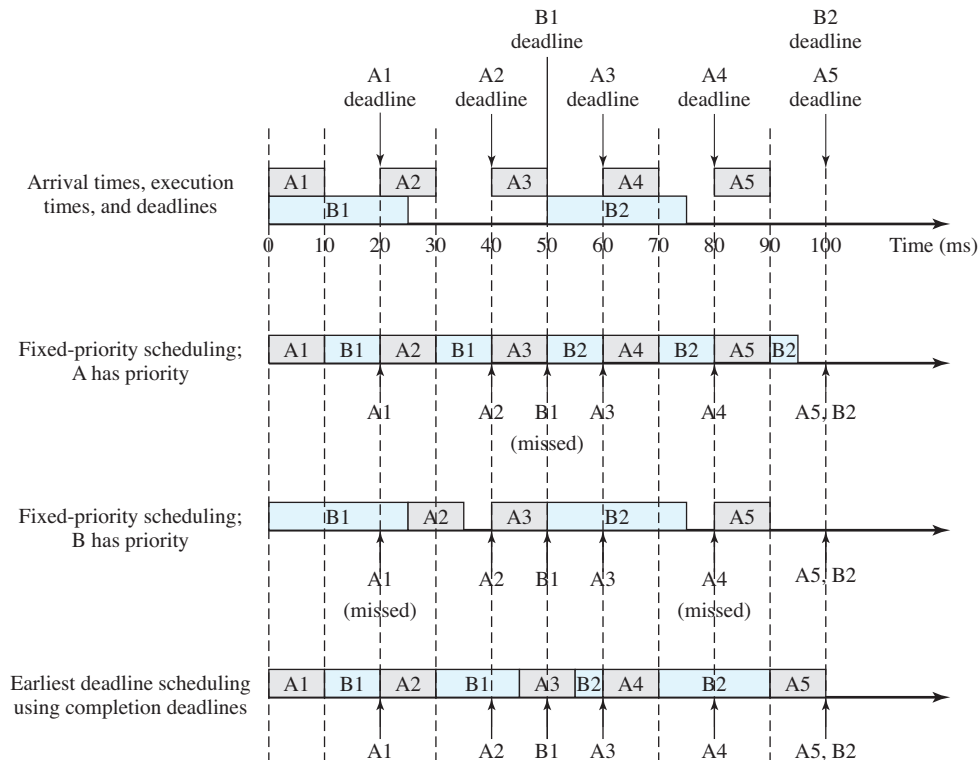 B1
deadline
B2
deadline
A1
deadline
A2
deadline
A3
deadline
A4
deadline
A5
deadline
Arrival times, execution
times, and deadlines
A1 A2 A3 A4 A5
B1 B2
0 10 20 30 40 50 60 70 80 90 100 Time (ms)
Fixed-priority scheduling;
A has priority
A1 B1 A2 B1 A3 B2 A4 B2 A5 B2
A1 A2 B1 A3 A4 A5, B2
(missed)
Fixed-priority scheduling;
B has priority
B1 A2 A3 B2 A5
A1 A2 B1 A3 A4 A5, B2
(missed) (missed)
Earliest deadline scheduling
using completion deadlines
A1 B1 A2 B1 A3 B2 A4 B2 A5
A1 A2 B1 A3 A4 A5, B2